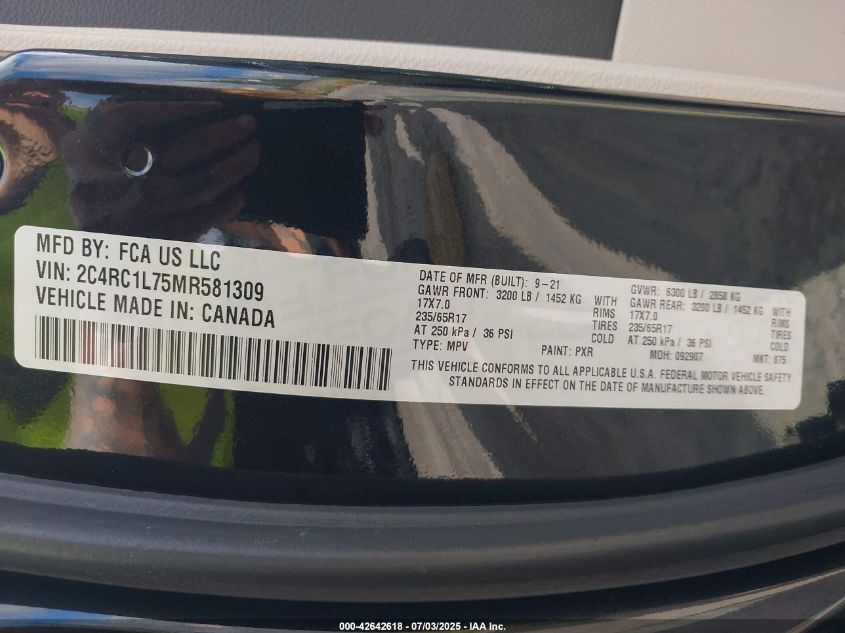 MFD BY: FCA US LLC
VIN: 2C4RC1L75MR581309
VEHICLE MADE IN: CANADA
DATE OF MFR (BUILT): 9-21
GAWR FRONT: 3200 LB / 1452 KG WITH
17X7.0 RIMS
235/65R17 TIRES
AT 250 kPa / 36 PSI COLD
TYPE: MPV PAINT: PXR
GVWR: 6300 LB / 2858 KG
GAWR REAR: 3200 LB / 1452 KG WITH
17X7.0 RIMS
235/65R17 TIRES
AT 250 kPa / 36 PSI COLD
MDH: 092907 MKT: 875
THIS VEHICLE CONFORMS TO ALL APPLICABLE U.S.A. FEDERAL MOTOR VEHICLE SAFETY
STANDARDS IN EFFECT ON THE DATE OF MANUFACTURE SHOWN ABOVE.
000-42642618 - 07/03/2025 - IAA Inc.